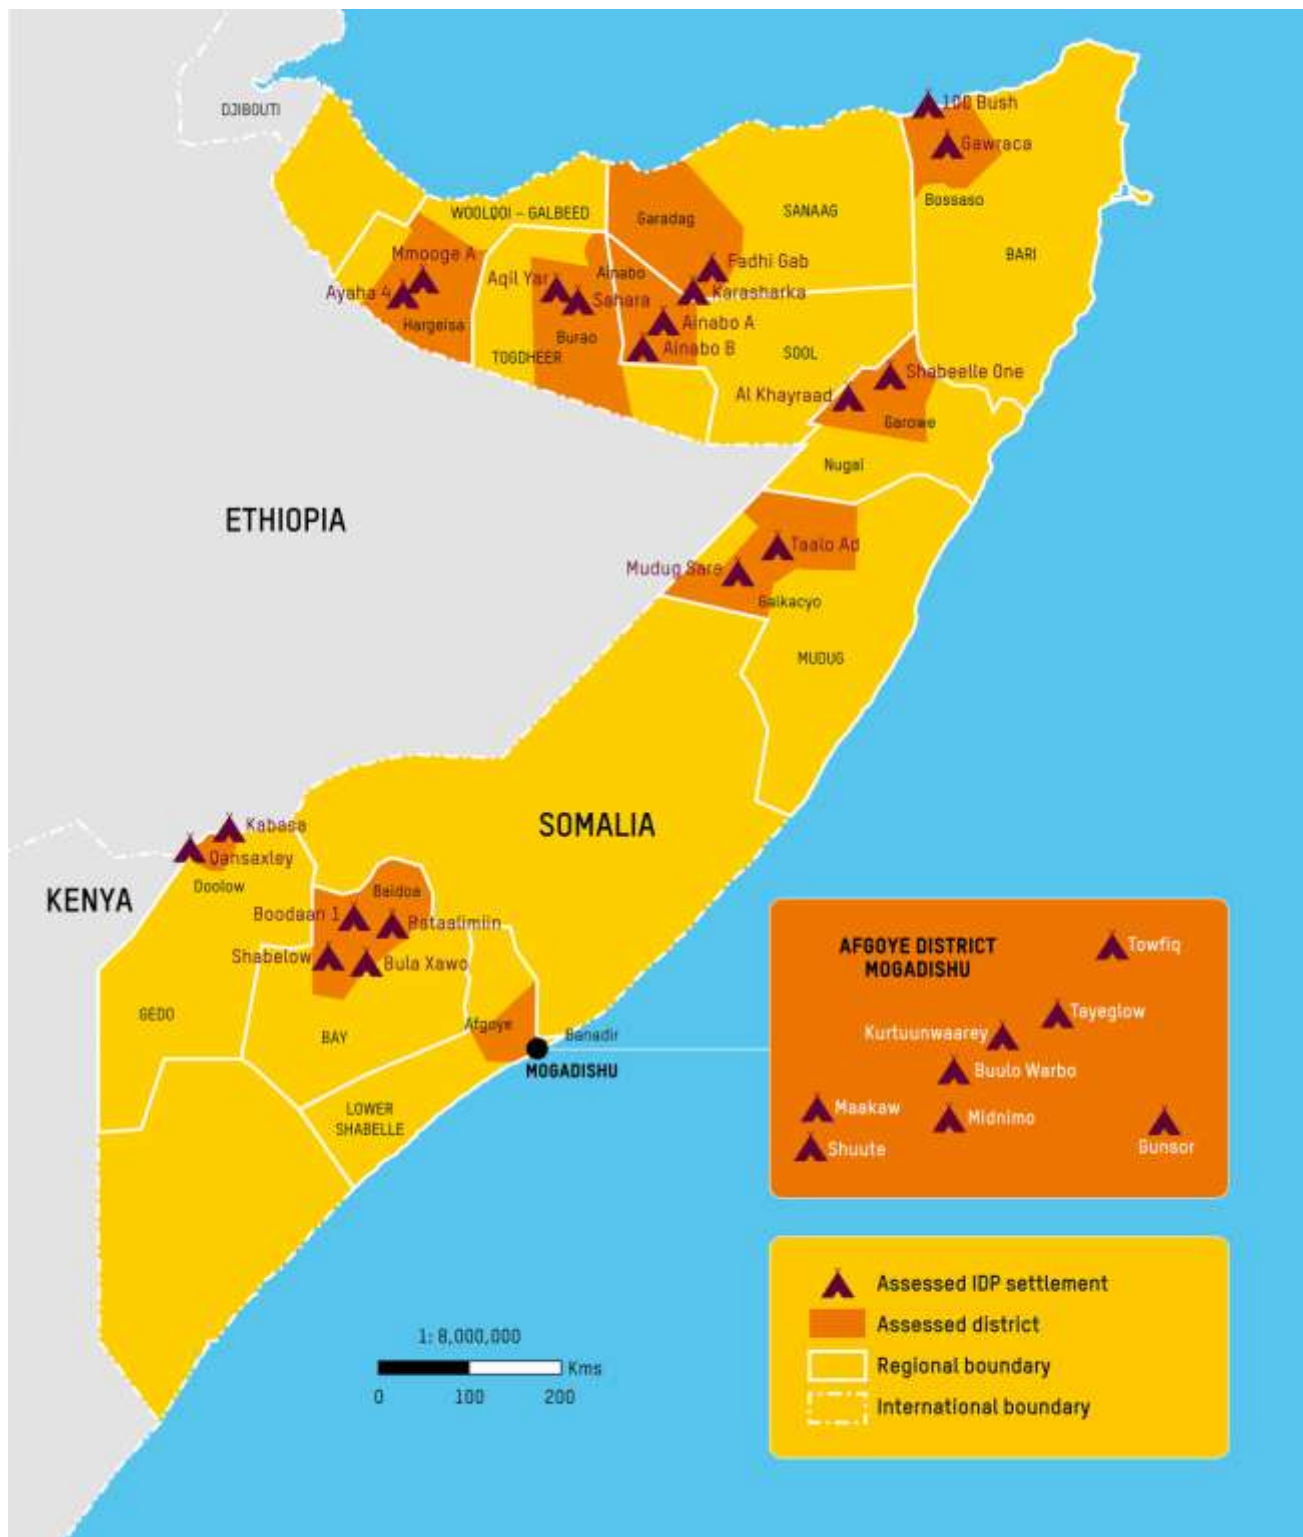 DJIBOUTI
100 Bush
Gawraca
Bossaso
WOOLQOI – GALBEED
Garadag
SANAAG
BARI
Mmooge A
Ayaha 4
Hargeisa
Aqil Yar
Ainabo
Sahara
Burao
TOGDHEER
Fadhi Gab
Karasharka
Ainabo A
Ainabo B
SOOL
Shabeelle One
Al Khayraad
Garowe
Nugal
ETHIOPIA
Taalo Ad
Mudug Sara
Galkacyo
MUDUG
SOMALIA
Kabasa
Qansaxley
Doolow
KENYA
Baidoa
Boodaan 1
Bstaalimiin
Shabelow
Bula Xawo
GEDO
BAY
Afgoye
Banadir
MOGADISHU
LOWER
SHABELLE
AFGOYE DISTRICT
MOGADISHU
Towfiq
Tayeglow
Kurtuunwaarey
Buulo Warbo
Maakaw
Midnimo
Shuute
Gunsor
Assessed IDP settlement
Assessed district
Regional boundary
International boundary
1: 8,000,000
Kms
0 100 200